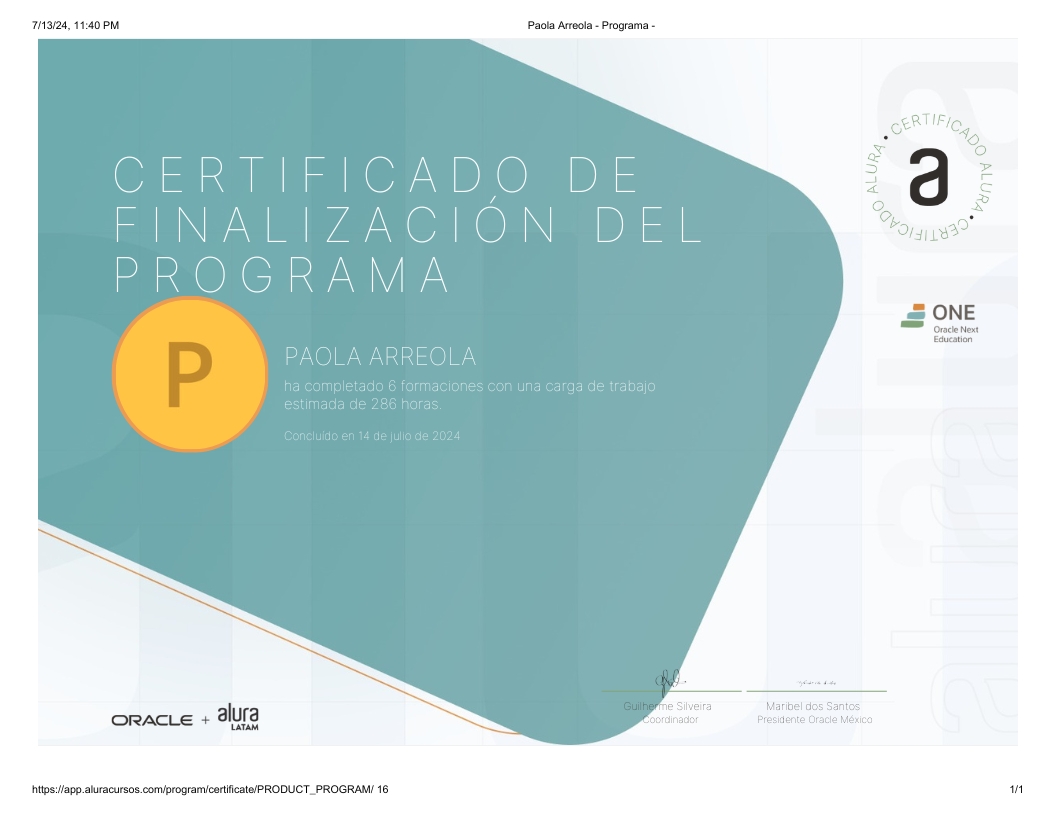 7/13/24, 11:40 PM
Paola Arreola - Programa -
CERTIFICADO DE
FINALIZACIÓN DEL
PROGRAMA
CERTIFICADO ALURA • CERTIFICADO ALURA •
a
ONE
Oracle Next
Education
P
PAOLA ARREOLA
ha completado 6 formaciones con una carga de trabajo
estimada de 286 horas.
Concluído en 14 de julio de 2024
alura
alura
ORACLE + alura
LATAM
Guilherme Silveira
Coordinador
Maribel dos Santos
Presidente Oracle México
https://app.aluracursos.com/program/certificate/PRODUCT_PROGRAM/ 16
1/1